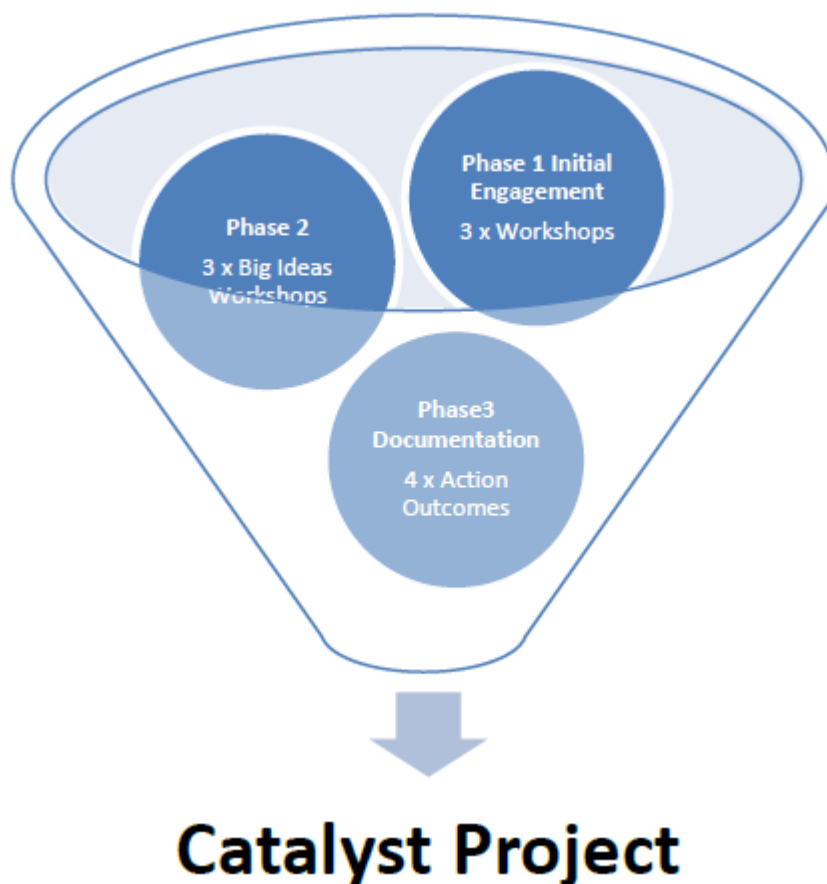 Phase 1 Initial
Engagement
3 x Workshops
Phase 2
3 x Big Ideas
Workshops
Phase3
Documentation
4 x Action
Outcomes
Catalyst Project